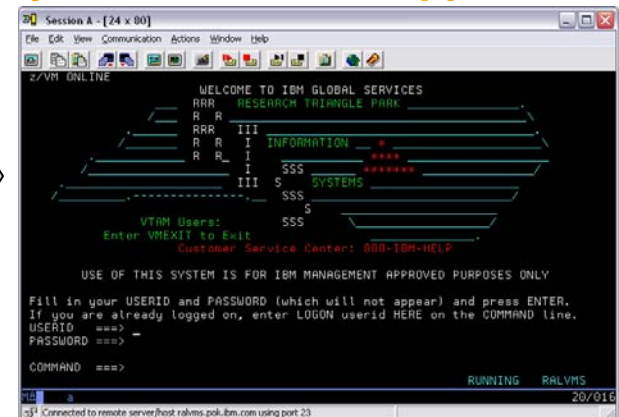 Session A - [24 x 80]
File Edit View Communication Actions Window Help
z/VM ONLINE
WELCOME TO IBM GLOBAL SERVICES
RRR RESEARCH TRIANGLE PARK
R R
RRR III
R R I INFORMATION *
R R I ****
I SSS *******
III S SYSTEMS
SSS
S
VTAM Users: SSS
Enter VMEXIT to Exit
Customer Service Center: 888-IBM-HELP
USE OF THIS SYSTEM IS FOR IBM MANAGEMENT APPROVED PURPOSES ONLY
Fill in your USERID and PASSWORD (which will not appear) and press ENTER.
If you are already logged on, enter LOGON userid HERE on the COMMAND line.
USERID ===>
PASSWORD ===>
COMMAND ===>
RUNNING RALVMS
MA a 20/016
Connected to remote server/host ralvms.pok.ibm.com using port 23